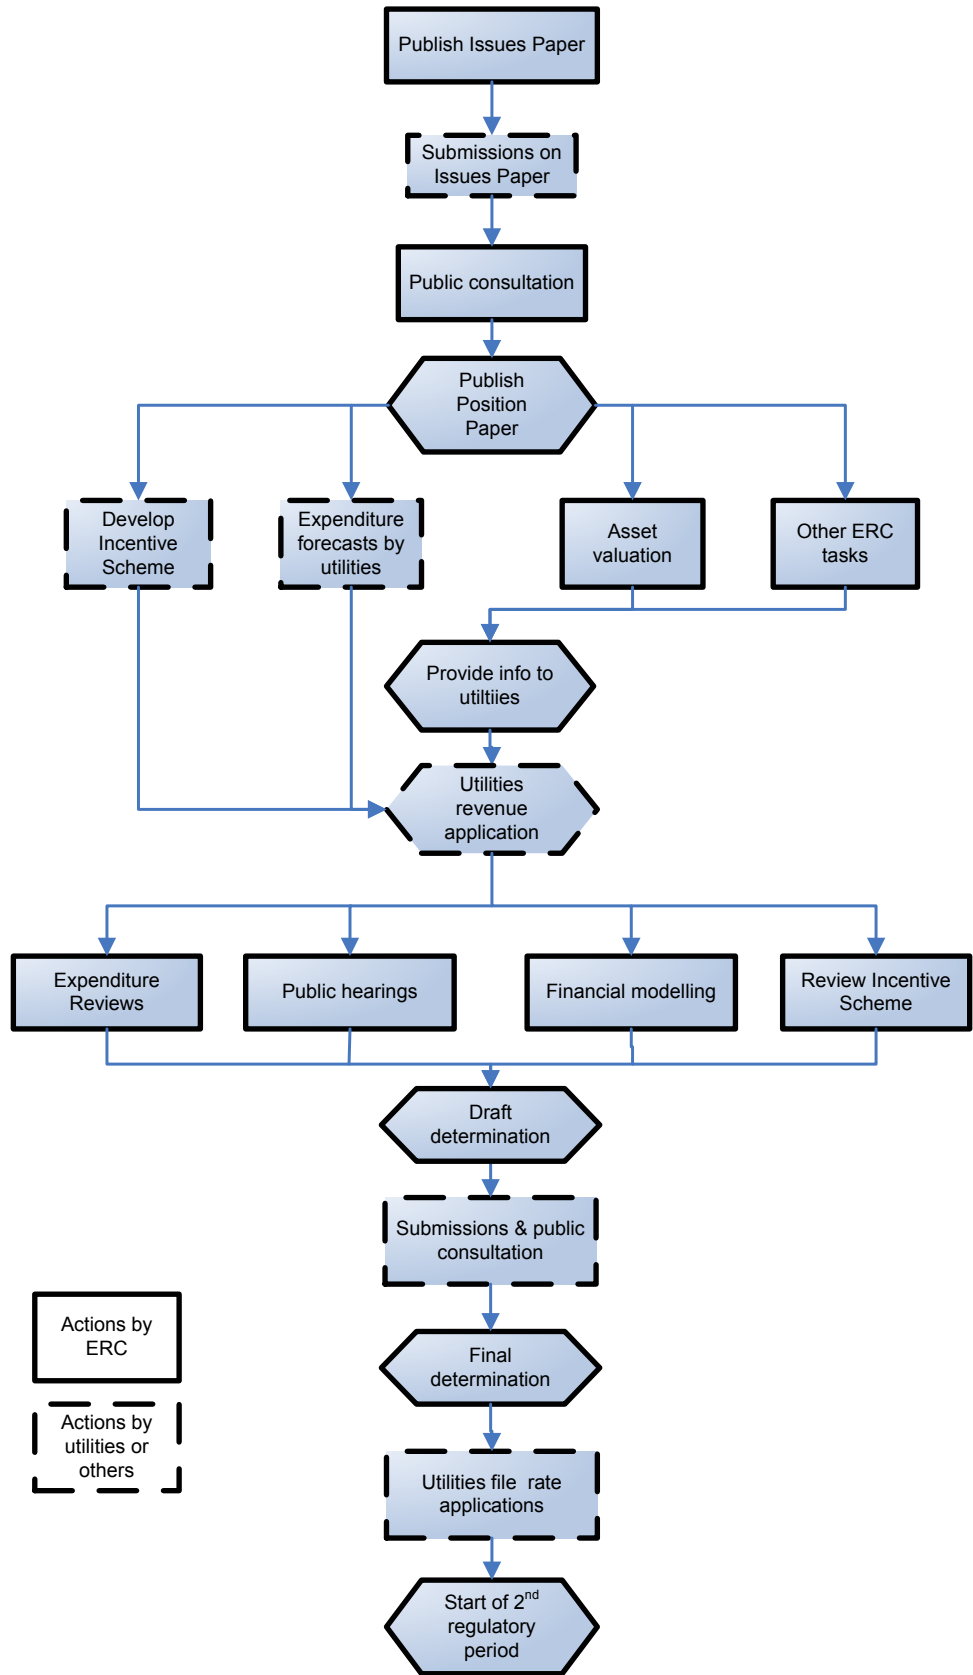 Publish Issues Paper
Submissions on
Issues Paper
Public consultation
Publish
Position
Paper
Develop
Incentive
Scheme
Expenditure
forecasts by
utilities
Asset
valuation
Other ERC
tasks
Provide info to
utiltiies
Utilities
revenue
application
Expenditure
Reviews
Public hearings
Financial modelling
Review Incentive
Scheme
Draft
determination
Submissions & public
consultation
Actions by
ERC
Final
determination
Actions by
utilities or
others
Utilities file rate
applications
Start of 2nd
regulatory
period